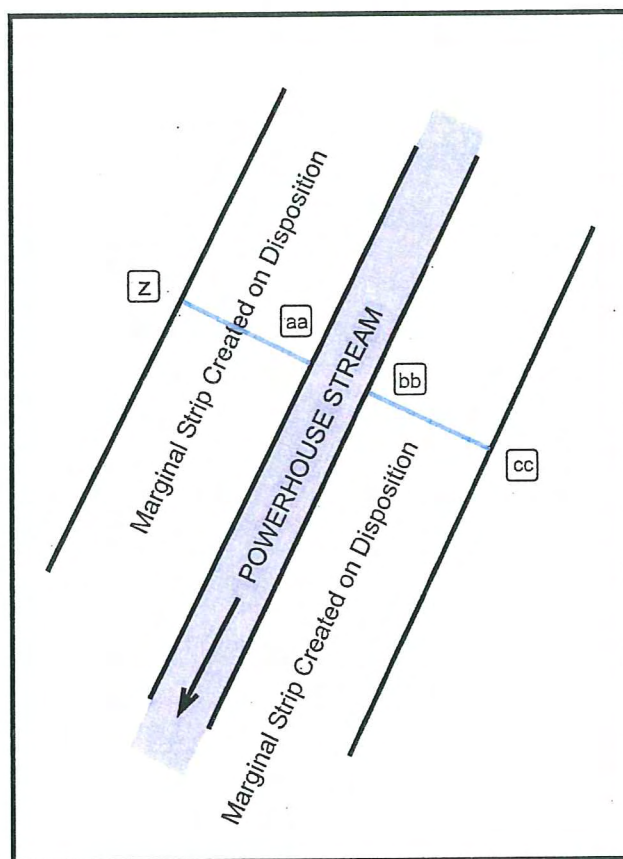 Marginal Strip Created on Disposition
z
aa
POWERHOUSE STREAM
bb
cc
Marginal Strip Created on Disposition